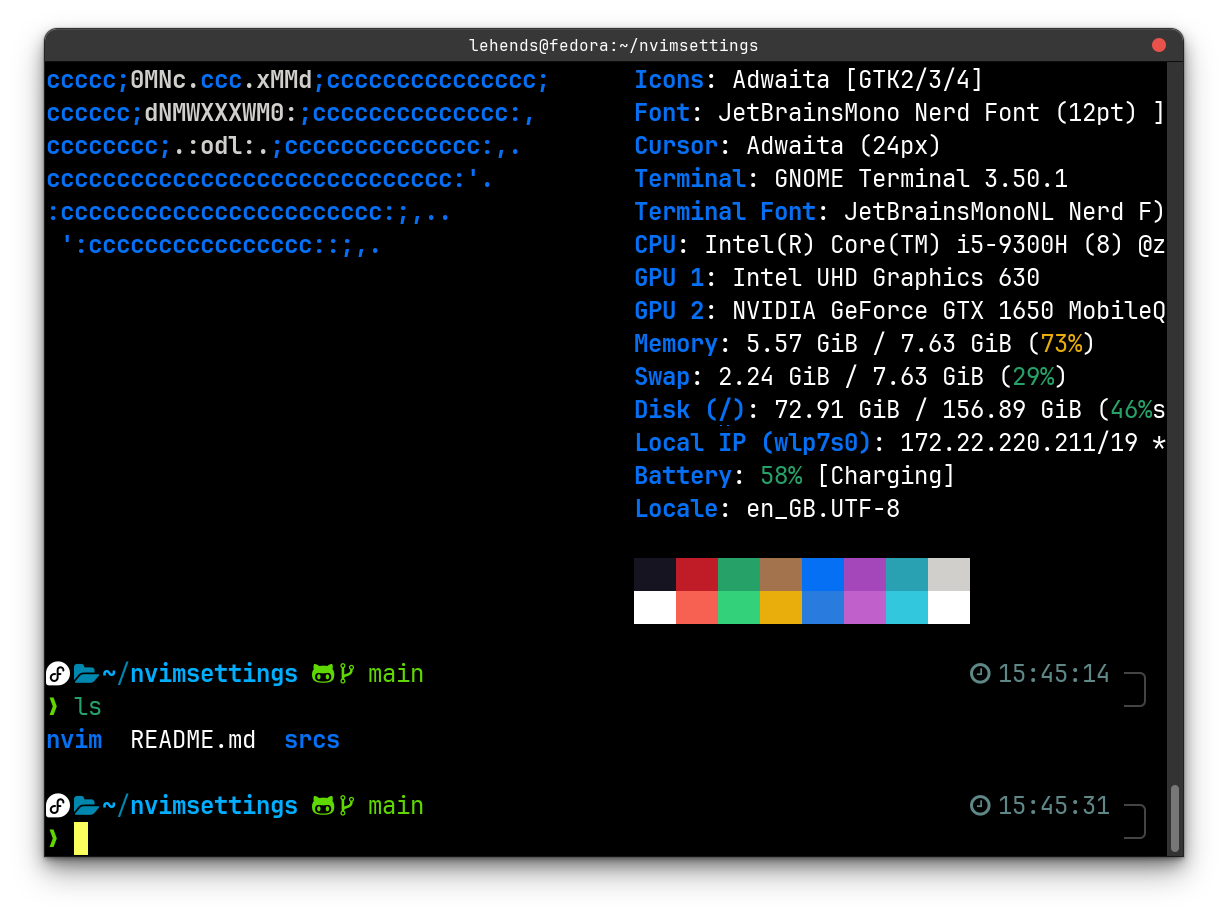 lehends@fedora:~/nvimsettings
ccccc;0MNc.ccc.xMMd;ccccccccccccccc; Icons: Adwaita [GTK2/3/4]
cccccc;dNMWXXXWM0:;cccccccccccccc:, Font: JetBrainsMono Nerd Font (12pt) ]
cccccccc;.:odl:.;cccccccccccccc:,. Cursor: Adwaita (24px)
ccccccccccccccccccccccccccccc:'. Terminal: GNOME Terminal 3.50.1
:ccccccccccccccccccccccc:;,.. Terminal Font: JetBrainsMonoNL Nerd F)
':cccccccccccccccc::;,. CPU: Intel(R) Core(TM) i5-9300H (8) @z
GPU 1: Intel UHD Graphics 630
GPU 2: NVIDIA GeForce GTX 1650 MobileQ
Memory: 5.57 GiB / 7.63 GiB (73%)
Swap: 2.24 GiB / 7.63 GiB (29%)
Disk (/): 72.91 GiB / 156.89 GiB (46%s
Local IP (wlp7s0): 172.22.220.211/19 *
Battery: 58% [Charging]
Locale: en_GB.UTF-8
~/nvimsettings main 15:45:14
❯ ls
nvim README.md srcs
~/nvimsettings main 15:45:31
❯